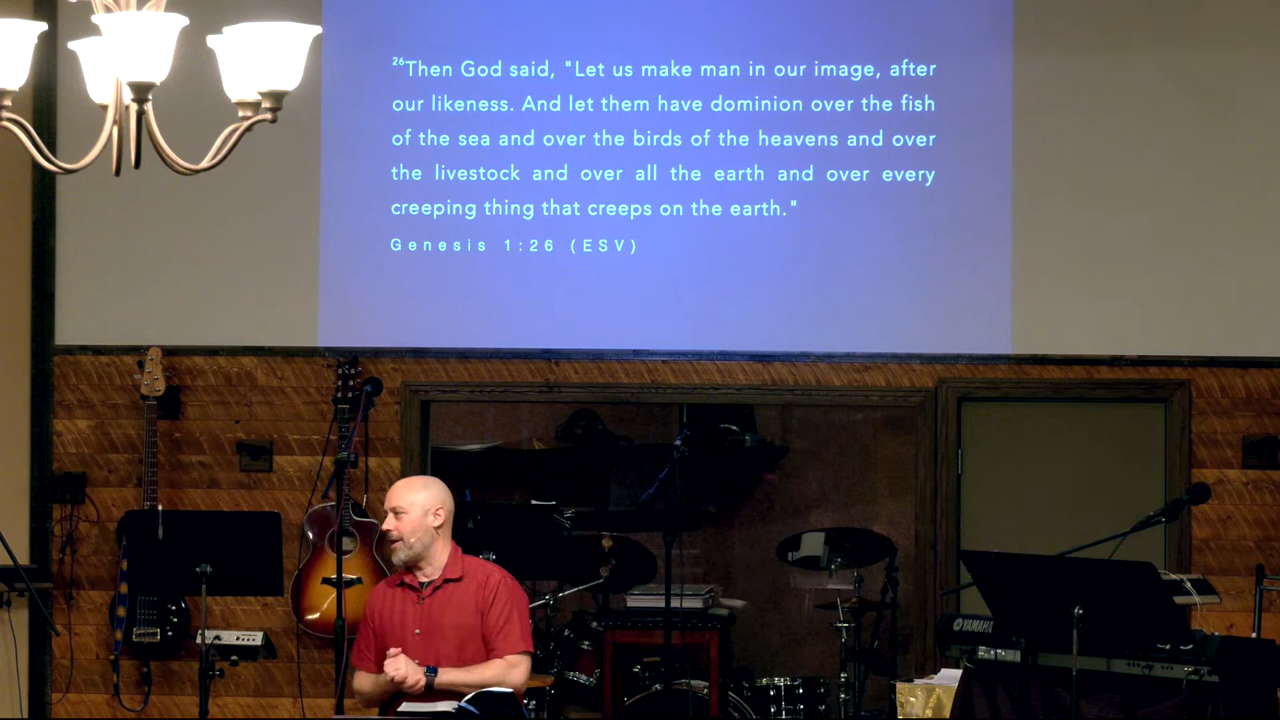 26Then God said, "Let us make man in our image, after
our likeness. And let them have dominion over the fish
of the sea and over the birds of the heavens and over
the livestock and over all the earth and over every
creeping thing that creeps on the earth."
Genesis 1:26 (ESV)
YAMAHA